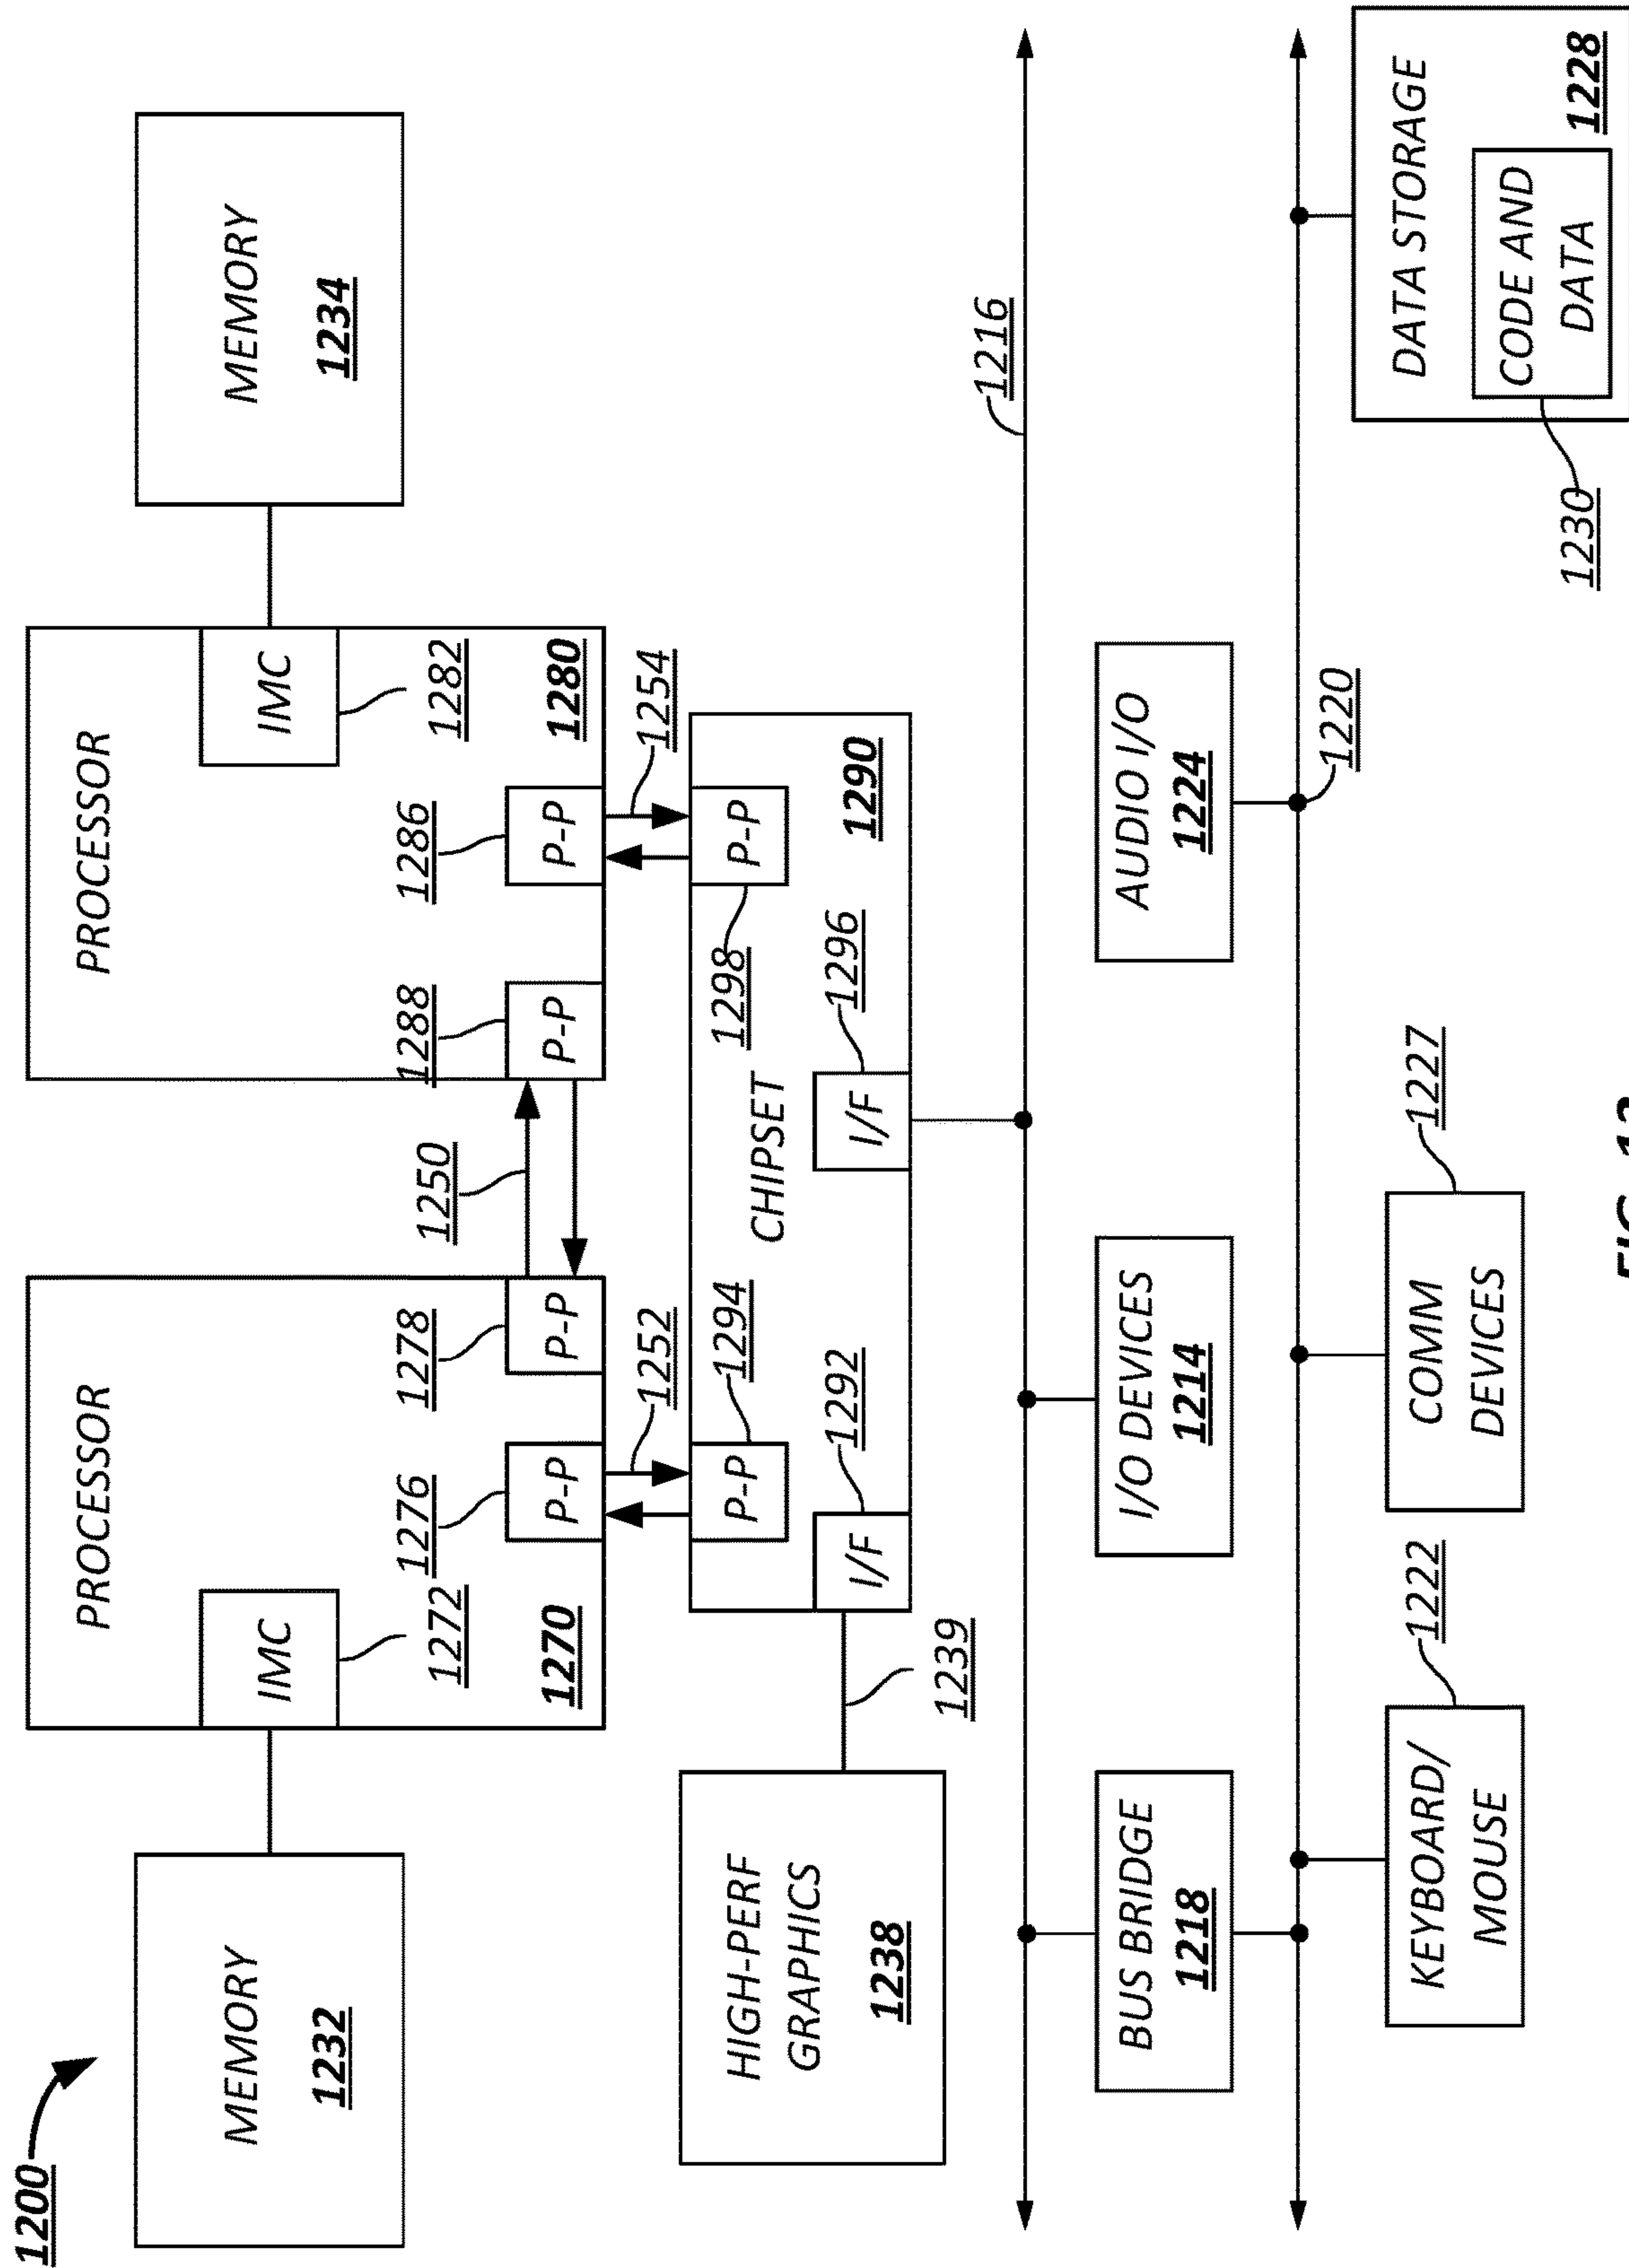 1200
MEMORY
1232
PROCESSOR
IMC
1272
1270
1276
P-P
1278
P-P
1250
PROCESSOR
1288
P-P
1286
P-P
IMC
1282
1280
MEMORY
1234
1252
1254
HIGH-PERF
GRAPHICS
1238
1239
P-P
1294
I/F
1292
CHIPSET
I/F
1296
P-P
1298
1290
1216
BUS BRIDGE
1218
I/O DEVICES
1214
AUDIO I/O
1224
1220
KEYBOARD/
MOUSE
1222
COMM
DEVICES
1227
DATA STORAGE
CODE AND
DATA
1228
1230